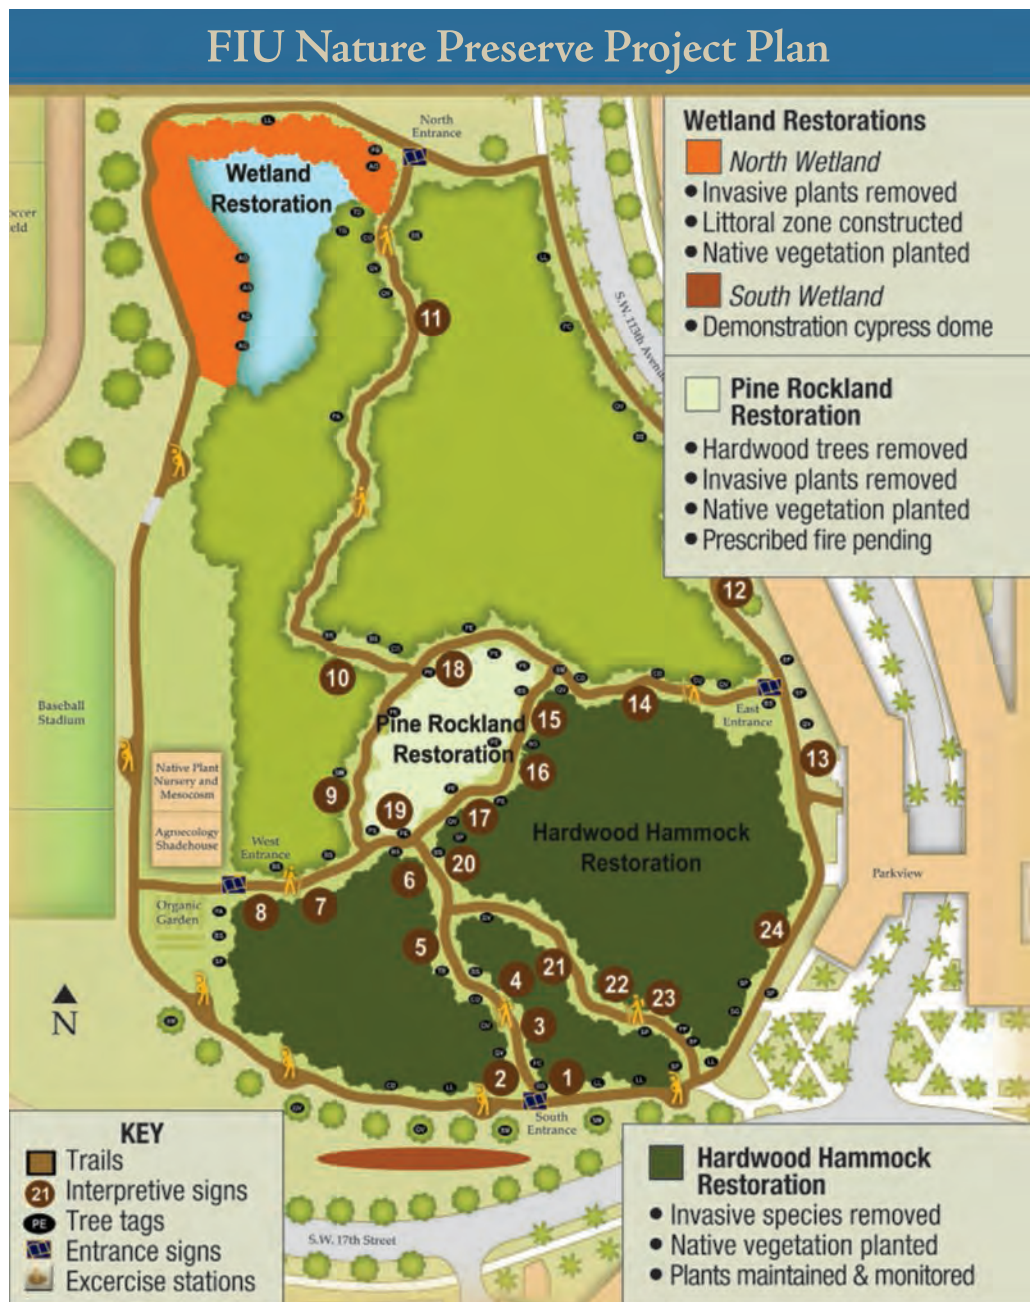 FIU Nature Preserve Project Plan
North
Entrance
Wetland
Restoration
occer
eld
S.W. 113th Avenue
Wetland Restorations
North Wetland
• Invasive plants removed
• Littoral zone constructed
• Native vegetation planted
South Wetland
• Demonstration cypress dome
Pine Rockland
Restoration
• Hardwood trees removed
• Invasive plants removed
• Native vegetation planted
• Prescribed fire pending
11
12
10
18
14
East
Entrance
Baseball
Stadium
Pine Rockland
Restoration
15
13
16
Native Plant
Nursery and
Mesocosm
9
19
17
Agroecology
Shadehouse
West
Entrance
Hardwood Hammock
Restoration
20
6
Parkview
8
7
Organic
Garden
5
24
21
4
22
23
N
3
2
1
South
Entrance
KEY
Trails
21 Interpretive signs
PE Tree tags
Entrance signs
Excercise stations
S.W. 17th Street
Hardwood Hammock
Restoration
• Invasive species removed
• Native vegetation planted
• Plants maintained & monitored